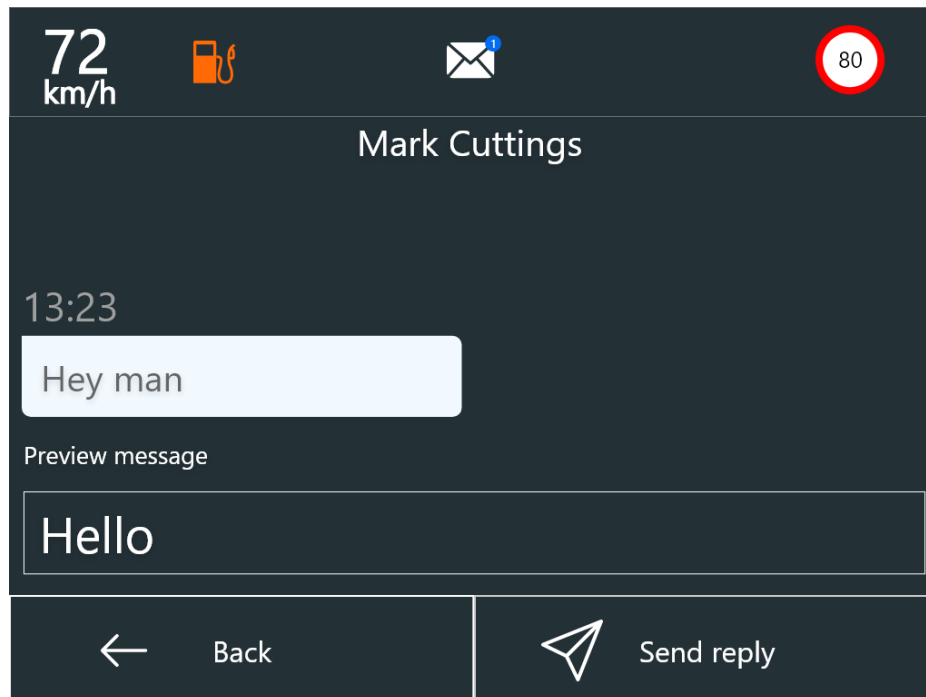 72
km/h
1
80
Mark Cuttings
13:23
Hey man
Preview message
Hello
Back
Send reply